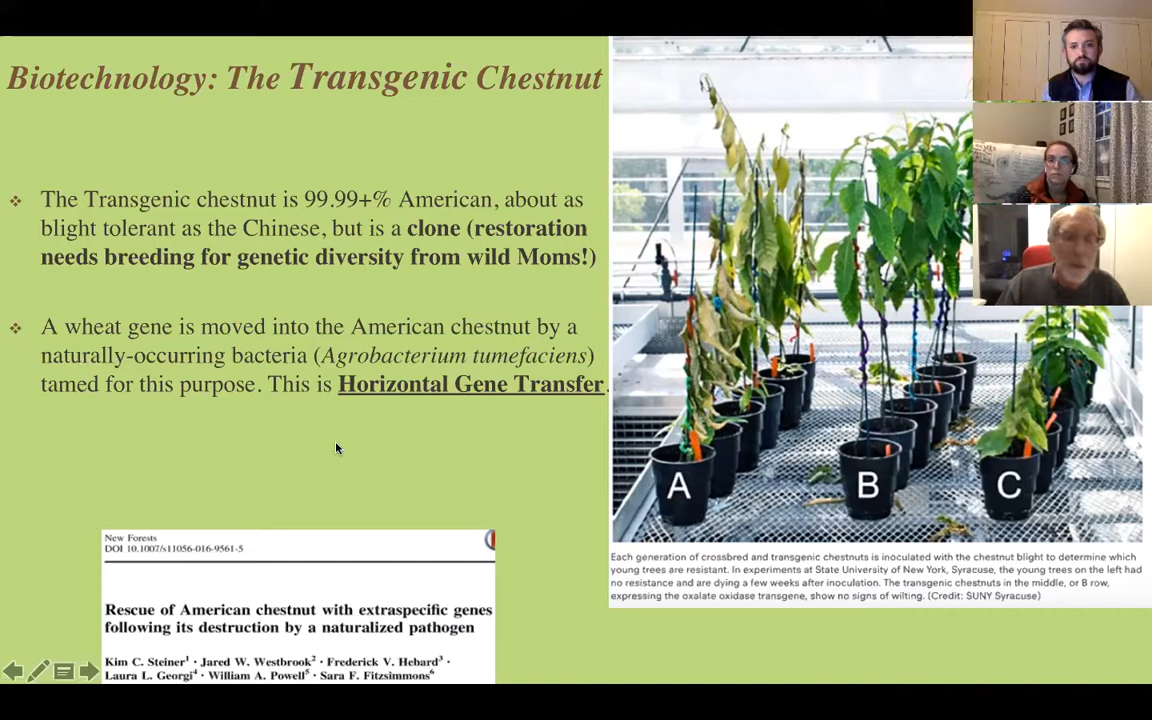 Biotechnology: The Transgenic Chestnut
❖ The Transgenic chestnut is 99.99+% American, about as
blight tolerant as the Chinese, but is a clone (restoration
needs breeding for genetic diversity from wild Moms!)
❖ A wheat gene is moved into the American chestnut by a
naturally-occurring bacteria (Agrobacterium tumefaciens)
tamed for this purpose. This is Horizontal Gene Transfer.
New Forests
DOI 10.1007/s11056-016-9561-5
Rescue of American chestnut with extraspecific genes
following its destruction by a naturalized pathogen
Kim C. Steiner1 · Jared W. Westbrook2 · Frederick V. Hebard3 ·
Laura L. Georgi4 · William A. Powell5 · Sara F. Fitzsimmons6
A
B
C
Each generation of crossbred and transgenic chestnuts is inoculated with the chestnut blight to determine which
young trees are resistant. In experiments at State University of New York, Syracuse, the young trees on the left had
no resistance and are dying a few weeks after inoculation. The transgenic chestnuts in the middle, or B row,
expressing the oxalate oxidase transgene, show no signs of wilting. (Credit: SUNY Syracuse)